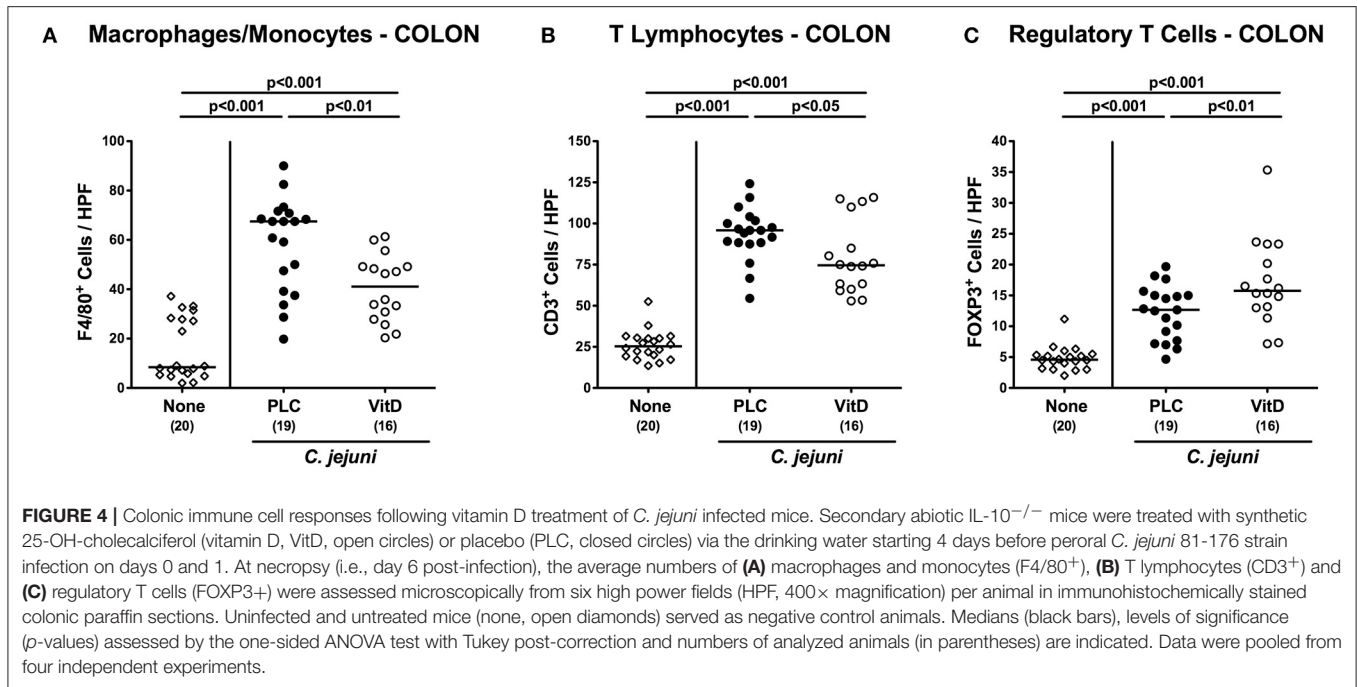 A Macrophages/Monocytes - COLON
p<0.001
p<0.001 p<0.01
F4/80+ Cells / HPF
100
80
60
40
20
0
None PLC VitD
(20) (19) (16)
C. jejuni
B T Lymphocytes - COLON
p<0.001
p<0.001 p<0.05
CD3+ Cells / HPF
150
125
100
75
50
25
0
None PLC VitD
(20) (19) (16)
C. jejuni
C Regulatory T Cells - COLON
p<0.001
p<0.001 p<0.01
FOXP3+ Cells / HPF
40
35
30
25
20
15
10
5
0
None PLC VitD
(20) (19) (16)
C. jejuni
FIGURE 4 | Colonic immune cell responses following vitamin D treatment of C. jejuni infected mice. Secondary abiotic IL-10−/− mice were treated with synthetic
25-OH-cholecalciferol (vitamin D, VitD, open circles) or placebo (PLC, closed circles) via the drinking water starting 4 days before peroral C. jejuni 81-176 strain
infection on days 0 and 1. At necropsy (i.e., day 6 post-infection), the average numbers of (A) macrophages and monocytes (F4/80+), (B) T lymphocytes (CD3+) and
(C) regulatory T cells (FOXP3+) were assessed microscopically from six high power fields (HPF, 400× magnification) per animal in immunohistochemically stained
colonic paraffin sections. Uninfected and untreated mice (none, open diamonds) served as negative control animals. Medians (black bars), levels of significance
(p-values) assessed by the one-sided ANOVA test with Tukey post-correction and numbers of analyzed animals (in parentheses) are indicated. Data were pooled from
four independent experiments.